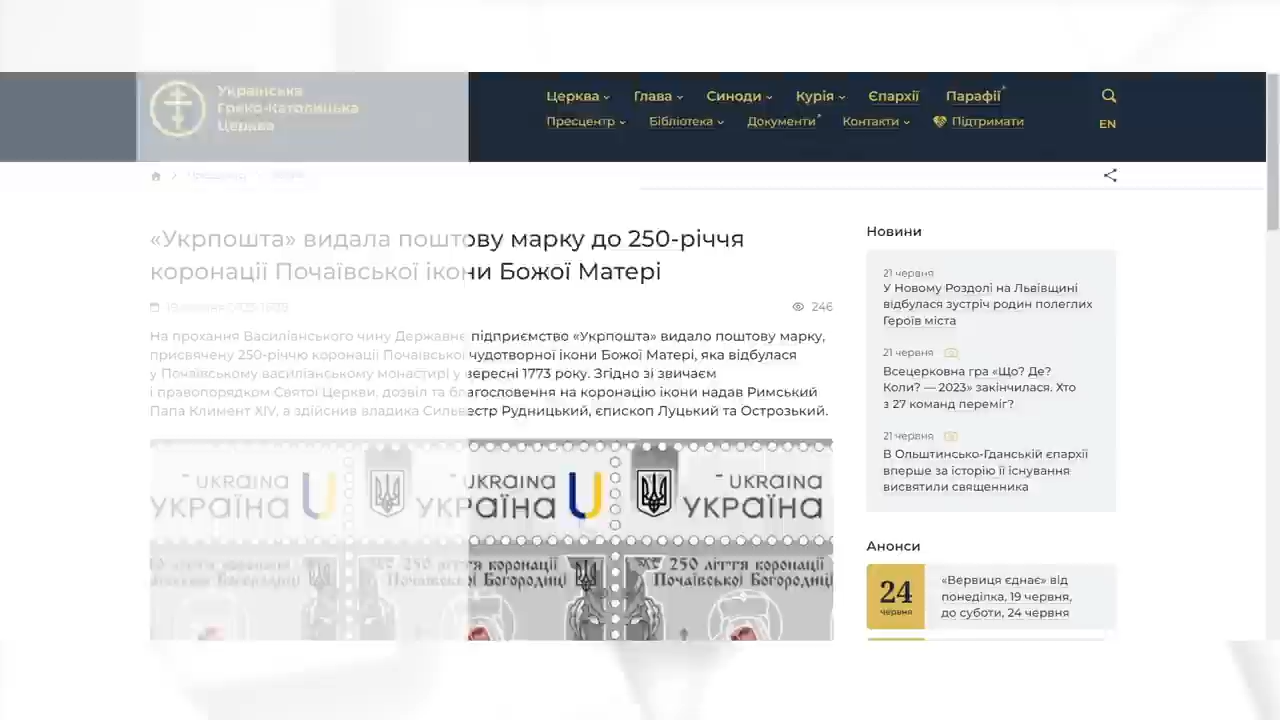 Українська
Греко-Католицька
Церква
Церква Глава Синоди Курія Єпархії Парафії
Пресцентр Бібліотека Документи Контакти Підтримати
EN
«Укрпошта» видала поштову марку до 250-річчя
коронації Почаївської ікони Божої Матері
246
На прохання Василіянського чину Державне підприємство «Укрпошта» видало поштову марку,
присвячену 250-річчю коронації Почаївської чудотворної ікони Божої Матері, яка відбулася
у Почаївському василіянському монастирі у вересні 1773 року. Згідно зі звичаєм
і правопорядком Святої Церкви, дозвіл та благословення на коронацію ікони надав Римський
Папа Климент XIV, а здійснив владика Сильвестр Рудницький, єпископ Луцький та Острозький.
UKRAINA UKRAINA UKRAINA
УКРАЇНА УКРАЇНА УКРАЇНА
250 ліття коронації 250 ліття коронації
Почаївської Богородиці Почаївської Богородиці
Новини
21 червня
У Новому Роздолі на Львівщині
відбулася зустріч родин полеглих
Героїв міста
21 червня
Всецерковна гра «Що? Де?
Коли? — 2023» закінчилася. Хто
з 27 команд переміг?
21 червня
В Ольштинсько-Гданській єпархії
вперше за історію її існування
висвятили священника
Анонси
24
червня
«Вервиця єднає» від
понеділка, 19 червня,
до суботи, 24 червня